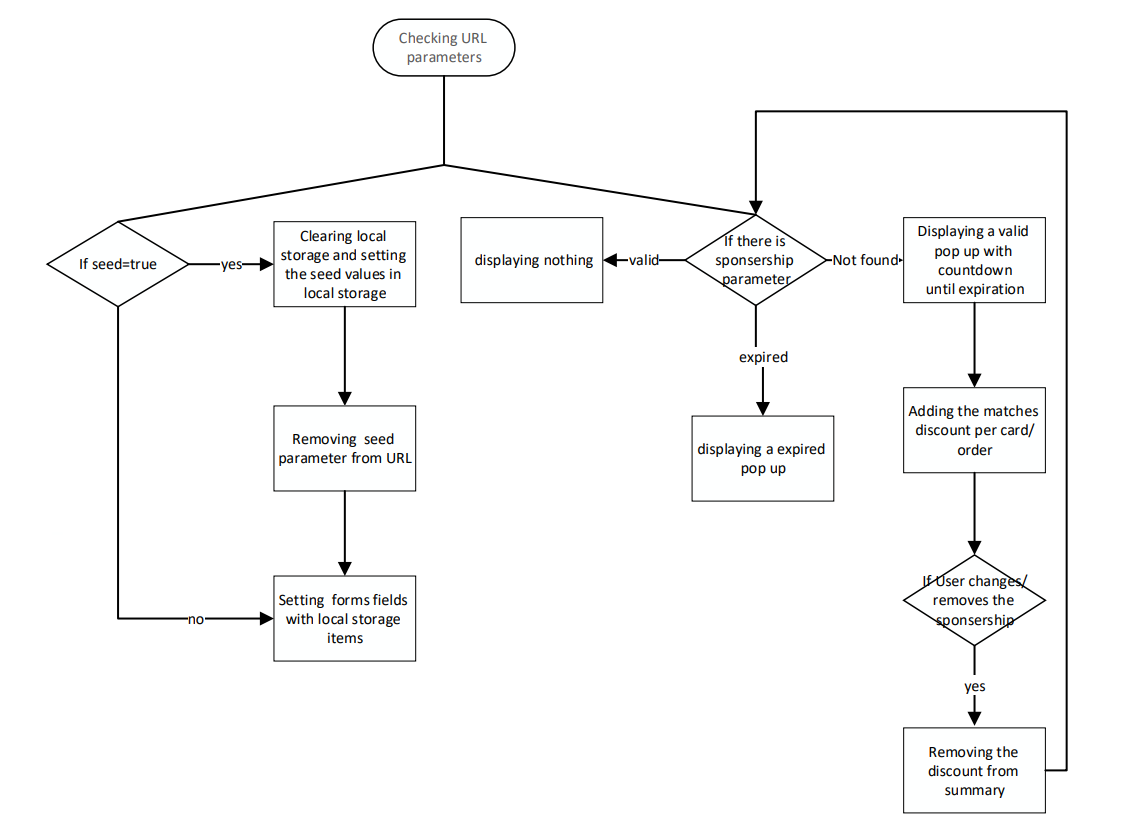 Checking URL
parameters
If seed=true
yes
Clearing local
storage and setting
the seed values in
local storage
Removing  seed
parameter from URL
no
Setting  forms fields
with local storage
items
displaying nothing
valid
If there is
sponsership
parameter
Not found
expired
displaying a expired
pop up
Displaying a valid
pop up with
countdown
until expiration
Adding the matches
discount per card/
order
If User changes/
removes the
sponsership
yes
Removing the
discount from
summary